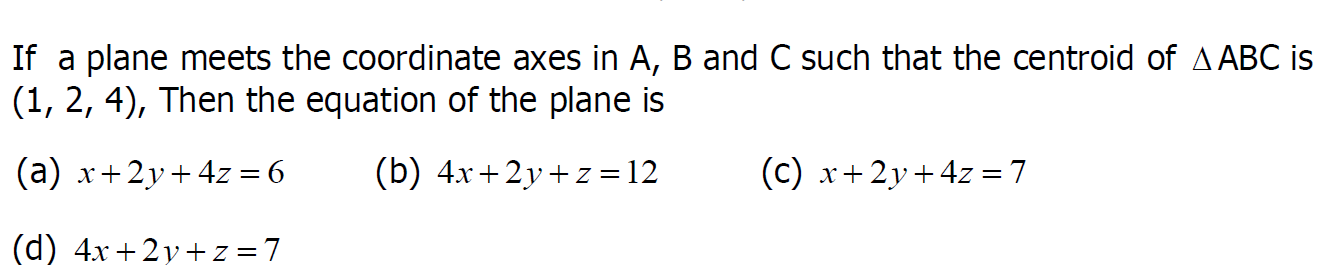 If a plane meets the coordinate axes in A, B and C such that the centroid of Δ ABC is
(1, 2, 4), Then the equation of the plane is
(a) x+2y+4z=6 (b) 4x+2y+z=12 (c) x+2y+4z=7
(d) 4x+2y+z=7